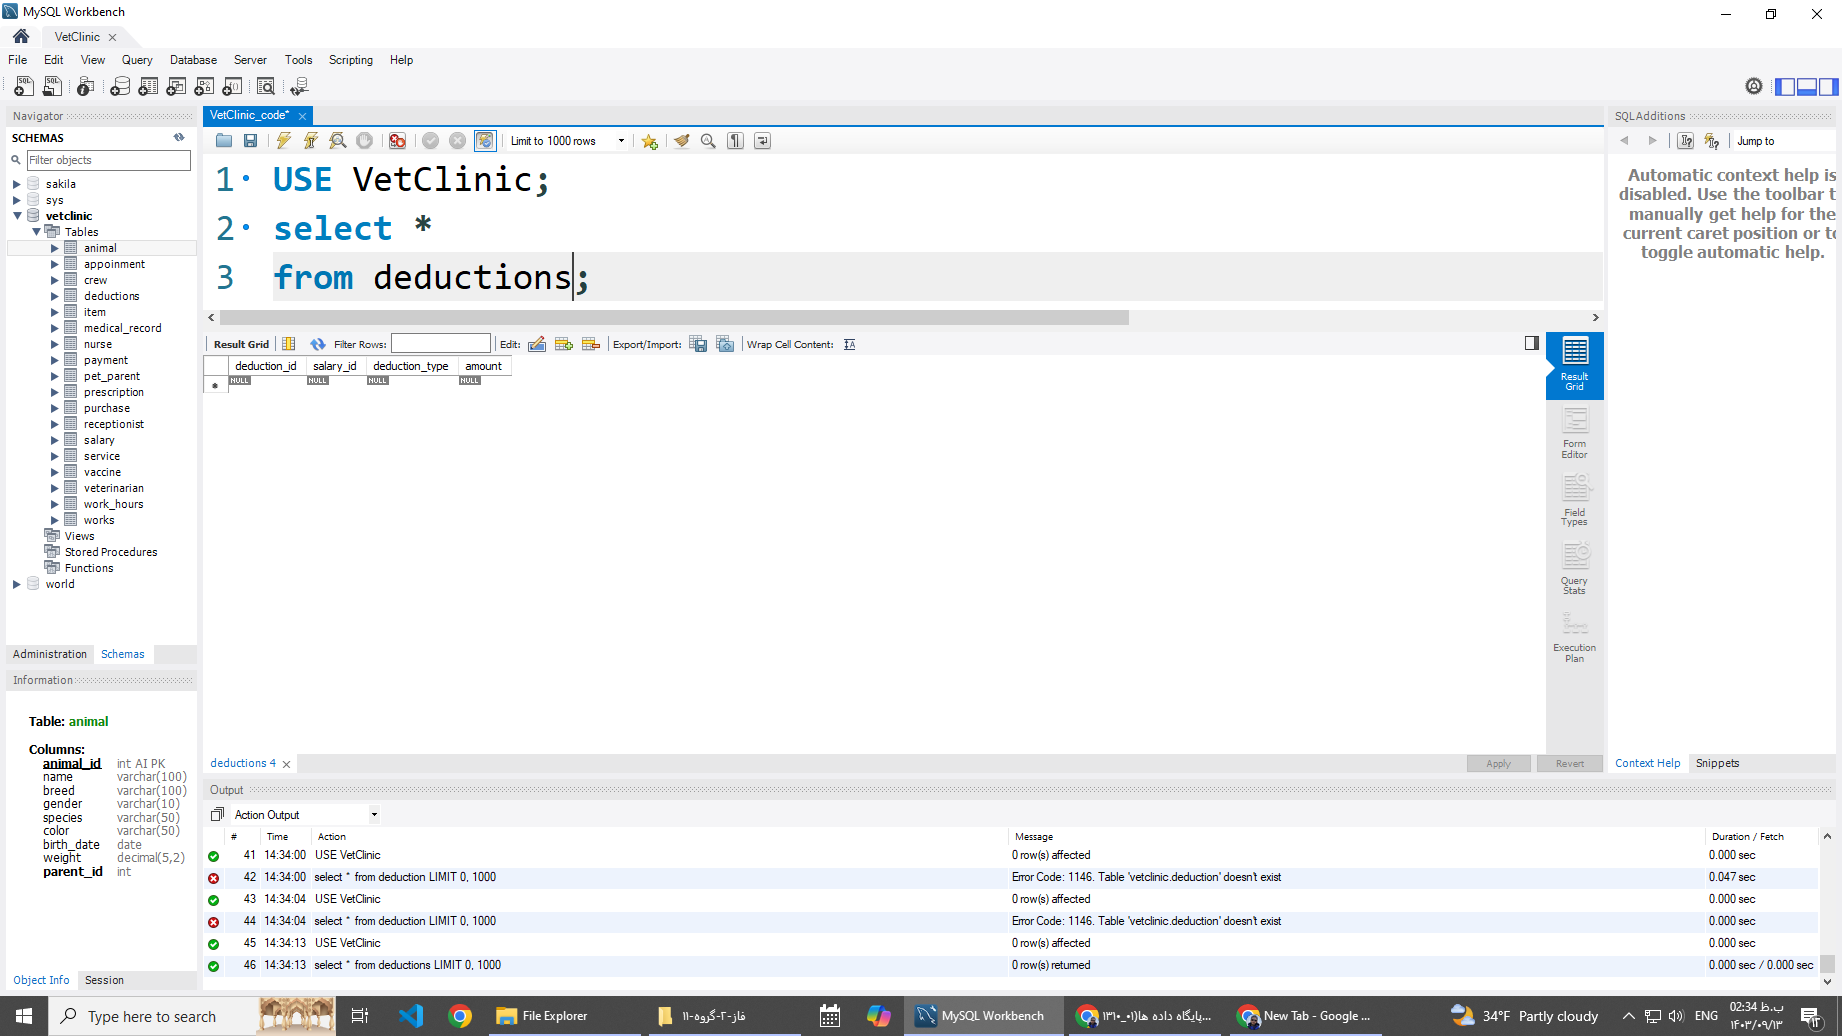 MySQL Workbench
VetClinic
File Edit View Query Database Server Tools Scripting Help
Navigator
SCHEMAS
Filter objects
sakila
sys
vetclinic
Tables
animal
appoinment
crew
deductions
item
medical_record
nurse
payment
pet_parent
prescription
purchase
receptionist
salary
service
vaccine
veterinarian
work_hours
works
Views
Stored Procedures
Functions
world
Administration Schemas
Information
Table: animal
Columns:
animal_id int AI PK
name varchar(100)
breed varchar(100)
gender varchar(10)
species varchar(50)
color varchar(50)
birth_date date
weight decimal(5,2)
parent_id int
Object Info Session
VetClinic_code*
Limit to 1000 rows
1 USE VetClinic;
2 select *
3 from deductions;
Result Grid Filter Rows: Edit: Export/Import: Wrap Cell Content:
deduction_id salary_id deduction_type amount
NULL NULL NULL NULL
Result Grid
Form Editor
Field Types
Query Stats
Execution Plan
deductions 4
Apply Revert
SQLAdditions
Jump to
Automatic context help is
disabled. Use the toolbar t
manually get help for the
current caret position or to
toggle automatic help.
Context Help Snippets
Output
Action Output
# Time Action Message Duration / Fetch
41 14:34:00 USE VetClinic 0 row(s) affected 0.000 sec
42 14:34:00 select * from deduction LIMIT 0, 1000 Error Code: 1146. Table 'vetclinic.deduction' doesn't exist 0.047 sec
43 14:34:04 USE VetClinic 0 row(s) affected 0.000 sec
44 14:34:04 select * from deduction LIMIT 0, 1000 Error Code: 1146. Table 'vetclinic.deduction' doesn't exist 0.000 sec
45 14:34:13 USE VetClinic 0 row(s) affected 0.000 sec
46 14:34:13 select * from deductions LIMIT 0, 1000 0 row(s) returned 0.000 sec / 0.000 sec
Type here to search
File Explorer
فاز-۲-گروه-۱۱
MySQL Workbench
پایگاه داده ها(۰۱_۱۳۱۰...
New Tab - Google ...
34°F Partly cloudy
ENG
02:34 ب.ظ
۱۴۰۳/۰۹/۱۳